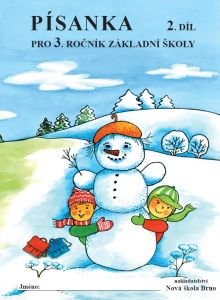 PÍSANKA 2. DÍL
PRO 3. ROČNÍK ZÁKLADNÍ ŠKOLY
Jméno:
nakladatelství
Nová škola Brno